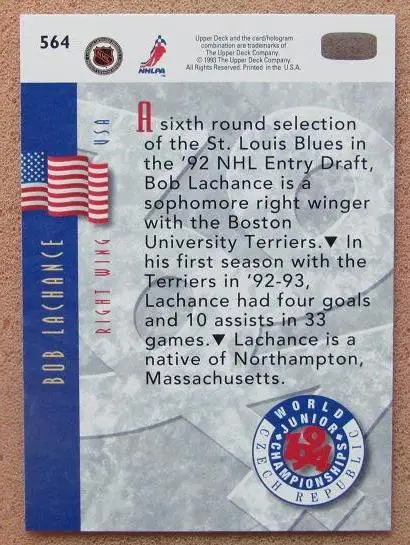 564
NHLPA
Upper Deck and the card/hologram
combination are trademarks of
The Upper Deck Company.
© 1993 The Upper Deck Company.
All Rights Reserved. Printed in the U.S.A.
USA
RIGHT WING
BOB LACHANCE
A sixth round selection
of the St. Louis Blues in
the '92 NHL Entry Draft,
Bob Lachance is a
sophomore right winger
with the Boston
University Terriers.▼ In
his first season with the
Terriers in '92-93,
Lachance had four goals
and 10 assists in 33
games.▼ Lachance is a
native of Northampton,
Massachusetts.
WORLD
JUNIOR
1994
CHAMPIONSHIPS
CZECH REPUBLIC